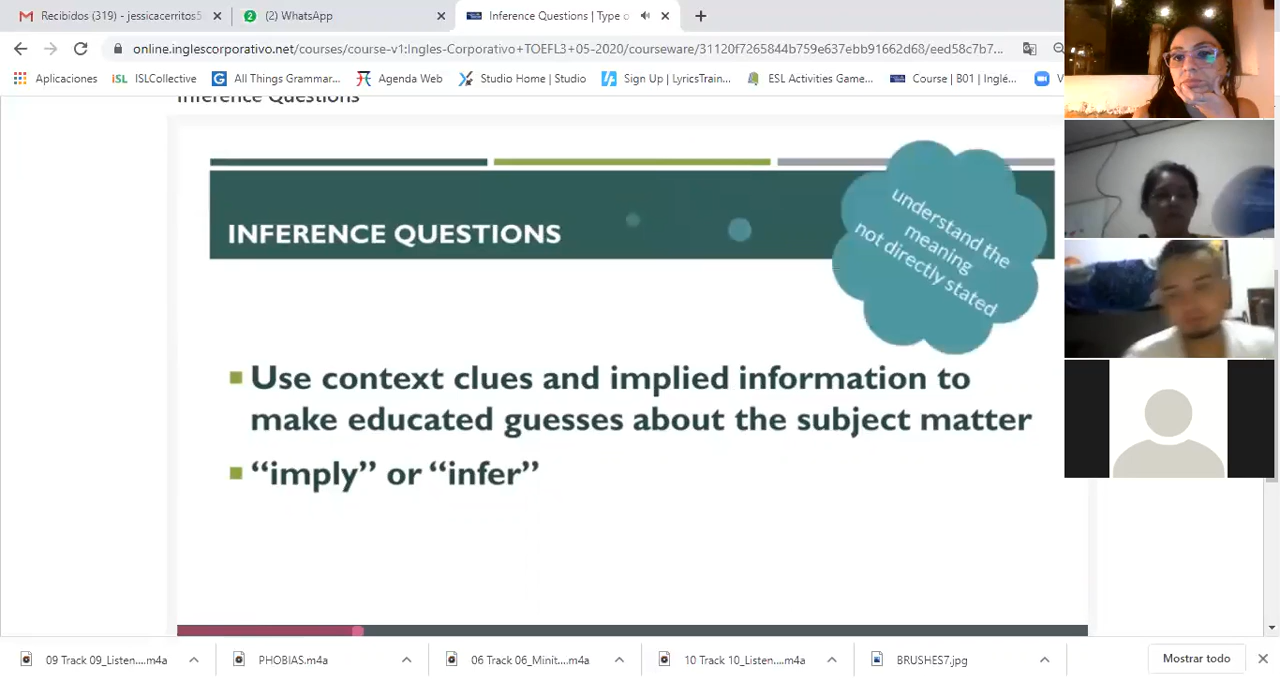 Recibidos (319) - jessicacerritos5
2 (2) WhatsApp
Inference Questions | Type o
online.inglescorporativo.net/courses/course-v1:Ingles-Corporativo+TOEFL3+05-2020/courseware/31120f7265844b759e637ebb91662d68/eed58c7b7...
Aplicaciones
iSL ISLCollective
G All Things Grammar...
Agenda Web
Studio Home | Studio
Sign Up | LyricsTrain...
ESL Activities Game...
Course | B01 | Inglé...
Inference Questions
INFERENCE QUESTIONS
understand the
meaning
not directly stated
Use context clues and implied information to
make educated guesses about the subject matter
“imply” or “infer”
09 Track 09_Listen....m4a
PHOBIAS.m4a
06 Track 06_Minit....m4a
10 Track 10_Listen....m4a
BRUSHES7.jpg
Mostrar todo